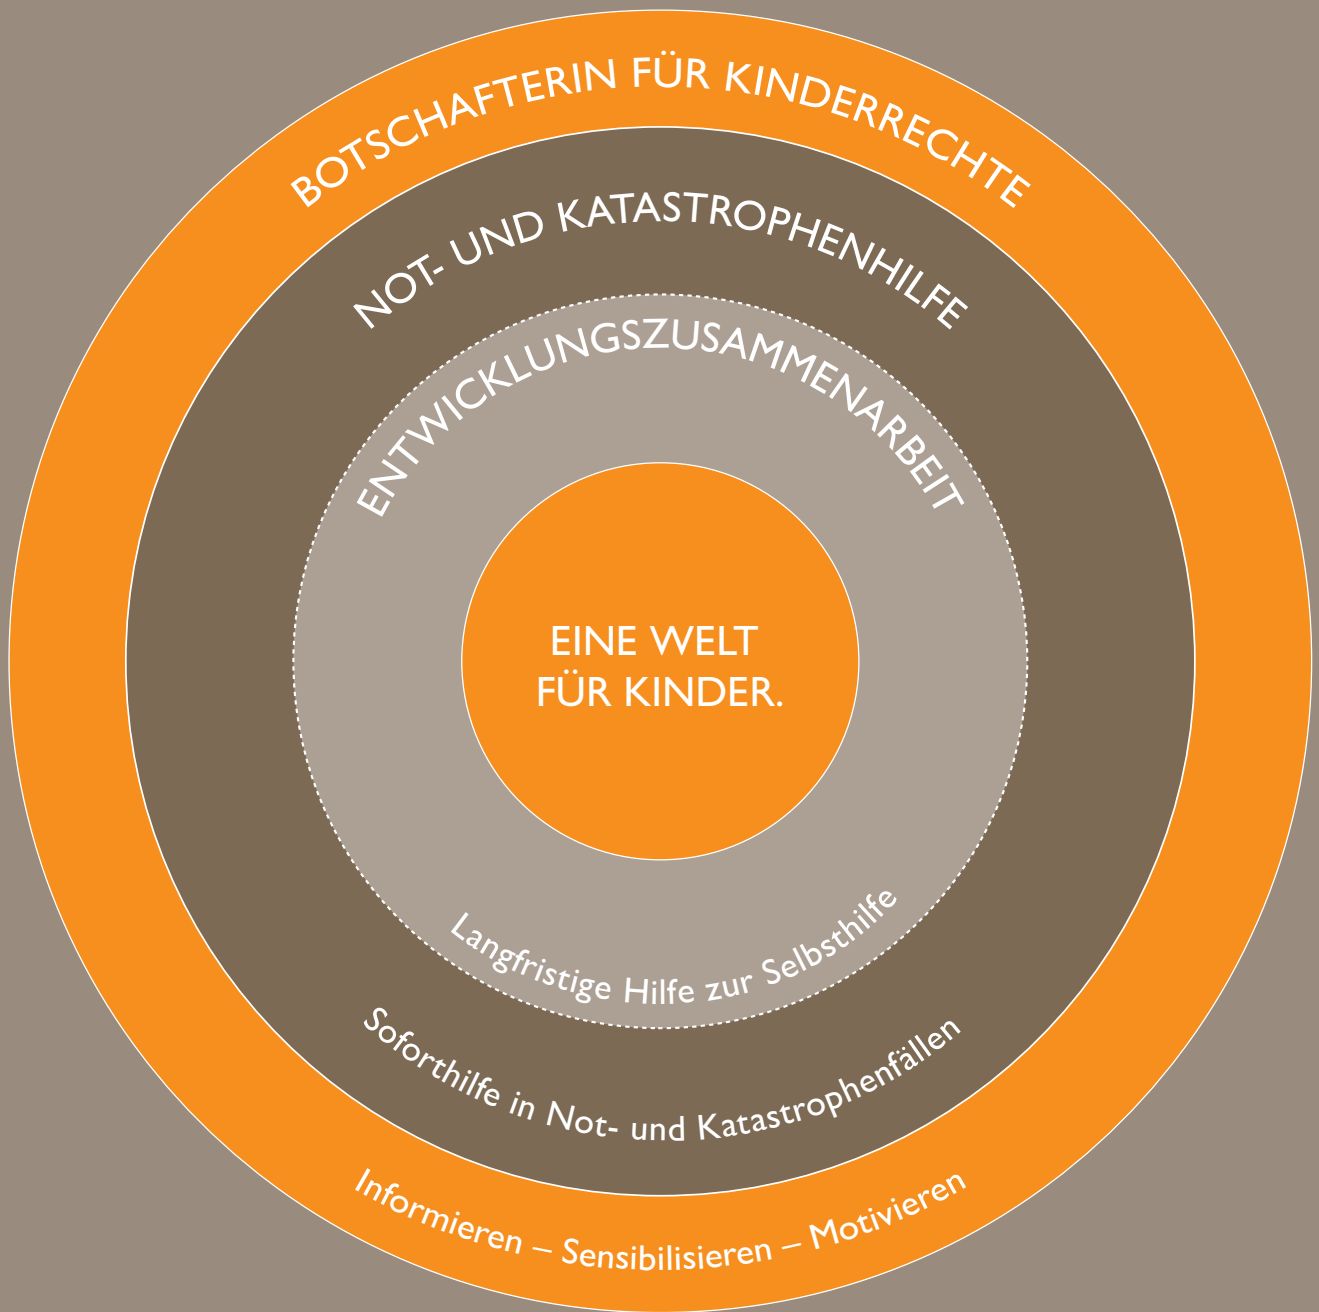 BOTSCHAFTERIN FÜR KINDERRECHTE
NOT- UND KATASTROPHENHILFE
ENTWICKLUNGSZUSAMMENARBEIT
EINE WELT
FÜR KINDER.
Langfristige Hilfe zur Selbsthilfe
Soforthilfe in Not- und Katastrophenfällen
Informieren – Sensibilisieren – Motivieren